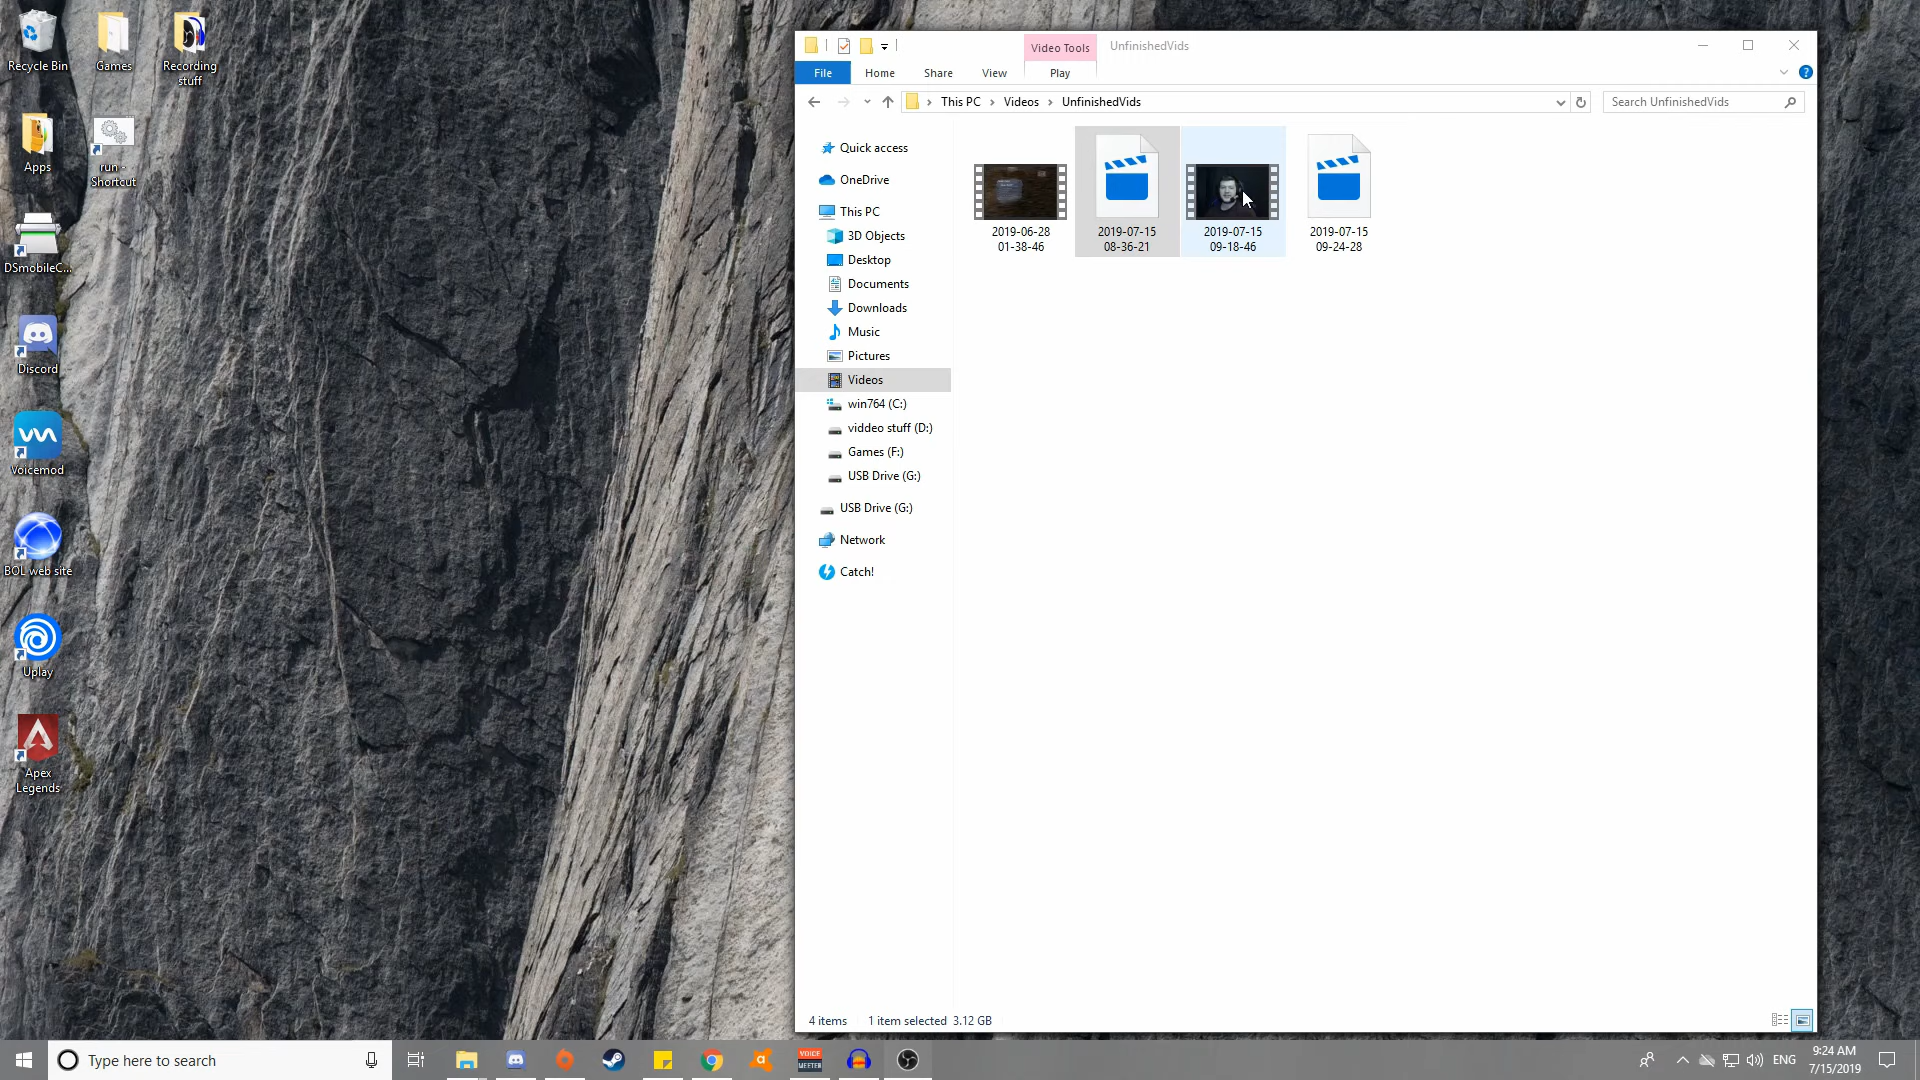 Recycle Bin
Games
Recording
stuff
Apps
run -
Shortcut
DSmobileC...
Discord
Voicemod
BOL web site
Uplay
Apex
Legends
Video Tools
UnfinishedVids
File
Home
Share
View
Play
This PC
Videos
UnfinishedVids
Search UnfinishedVids
Quick access
OneDrive
This PC
3D Objects
Desktop
Documents
Downloads
Music
Pictures
Videos
win764 (C:)
viddeo stuff (D:)
Games (F:)
USB Drive (G:)
USB Drive (G:)
Network
Catch!
2019-06-28
01-38-46
2019-07-15
08-36-21
2019-07-15
09-18-46
2019-07-15
09-24-28
4 items
1 item selected 3.12 GB
Type here to search
VOICE
MEETER
ENG
9:24 AM
7/15/2019